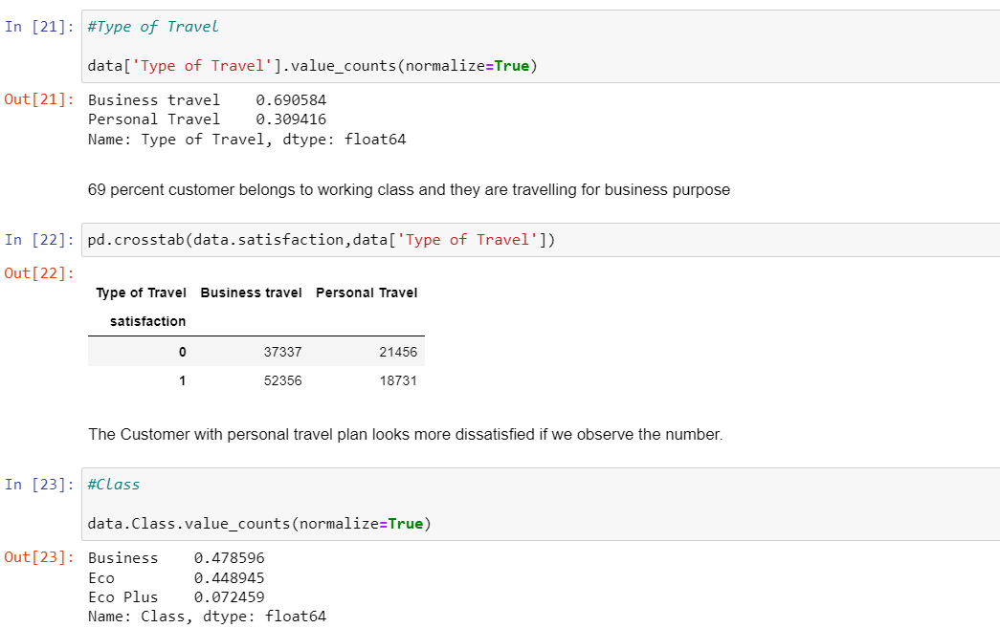 In [21]: #Type of Travel
data['Type of Travel'].value_counts(normalize=True)
Out[21]: Business travel    0.690584
Personal Travel    0.309416
Name: Type of Travel, dtype: float64
69 percent customer belongs to working class and they are travelling for business purpose
In [22]: pd.crosstab(data.satisfaction,data['Type of Travel'])
Out[22]:
Type of Travel Business travel Personal Travel
satisfaction
0 37337 21456
1 52356 18731
The Customer with personal travel plan looks more dissatisfied if we observe the number.
In [23]: #Class
data.Class.value_counts(normalize=True)
Out[23]: Business    0.478596
Eco         0.448945
Eco Plus    0.072459
Name: Class, dtype: float64